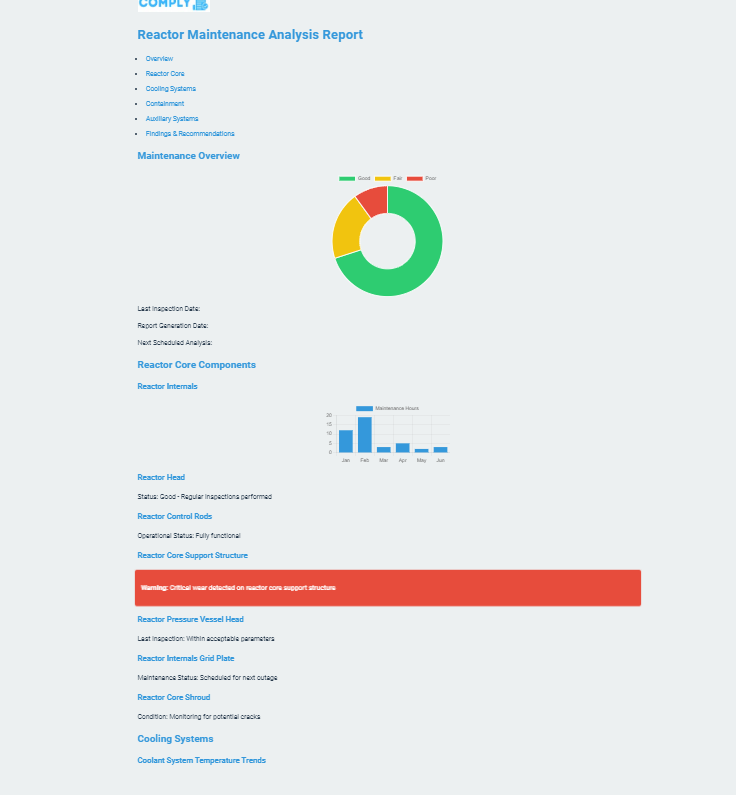 COMPLY
Reactor Maintenance Analysis Report
Overview
Reactor Core
Cooling Systems
Containment
Auxiliary Systems
Findings & Recommendations
Maintenance Overview
Good Fair Poor
Last Inspection Date:
Report Generation Date:
Next Scheduled Analysis:
Reactor Core Components
Reactor Internals
Maintenance Hours
20
15
10
5
0
Jan Feb Mar Apr May Jun
Reactor Head
Status: Good - Regular inspections performed
Reactor Control Rods
Operational Status: Fully functional
Reactor Core Support Structure
Warning: Critical wear detected on reactor core support structure
Reactor Pressure Vessel Head
Last Inspection: Within acceptable parameters
Reactor Internals Grid Plate
Maintenance Status: Scheduled for next outage
Reactor Core Shroud
Condition: Monitoring for potential cracks
Cooling Systems
Coolant System Temperature Trends